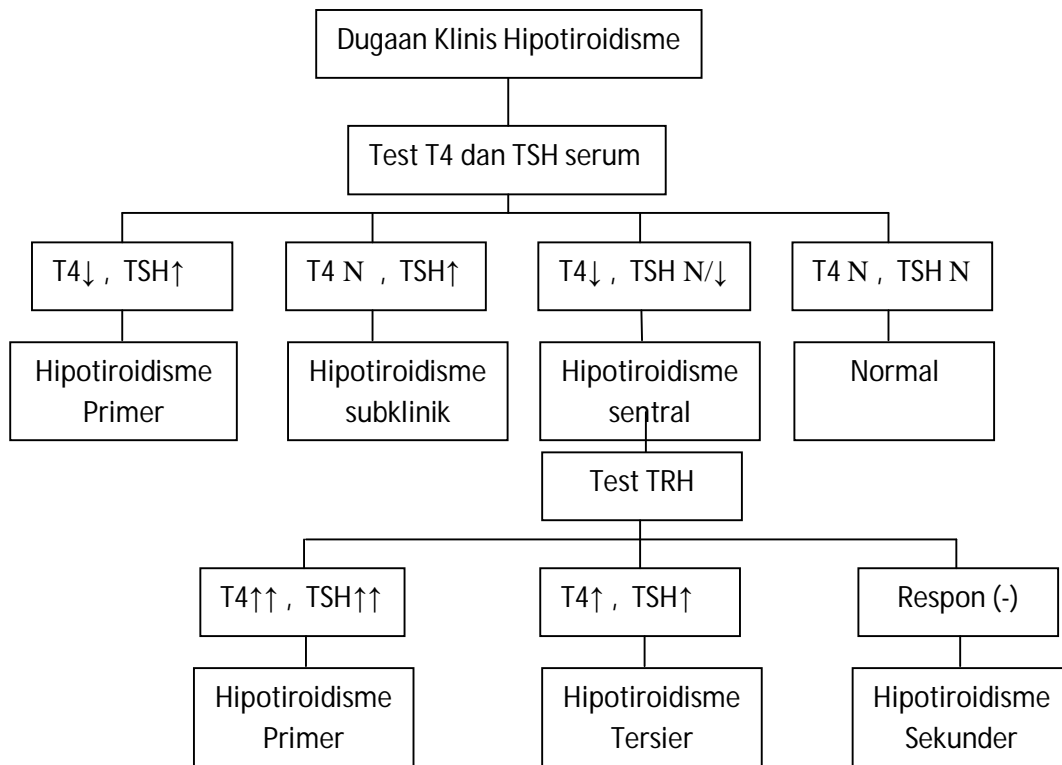 Dugaan Klinis Hipotiroidisme
Test T4 dan TSH serum
T4↓ , TSH↑
T4 N , TSH↑
T4↓ , TSH N/↓
T4 N , TSH N
Hipotiroidisme
Primer
Hipotiroidisme
subklinik
Hipotiroidisme
sentral
Normal
Test TRH
T4↑↑ , TSH↑↑
T4↑ , TSH↑
Respon (-)
Hipotiroidisme
Primer
Hipotiroidisme
Tersier
Hipotiroidisme
Sekunder